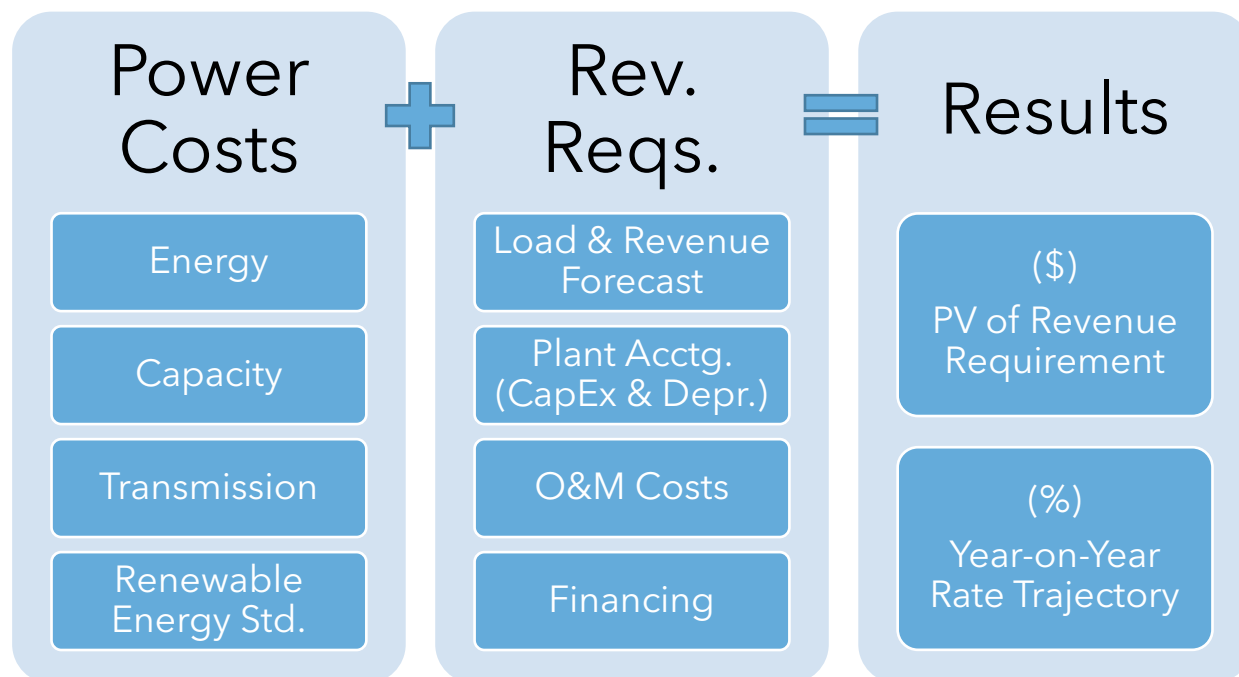 Power
Costs
Energy
Capacity
Transmission
Renewable
Energy Std.
Rev.
Reqs.
Load & Revenue
Forecast
Plant Acctg.
(CapEx & Depr.)
O&M Costs
Financing
Results
($)
PV of Revenue
Requirement
(%)
Year-on-Year
Rate Trajectory